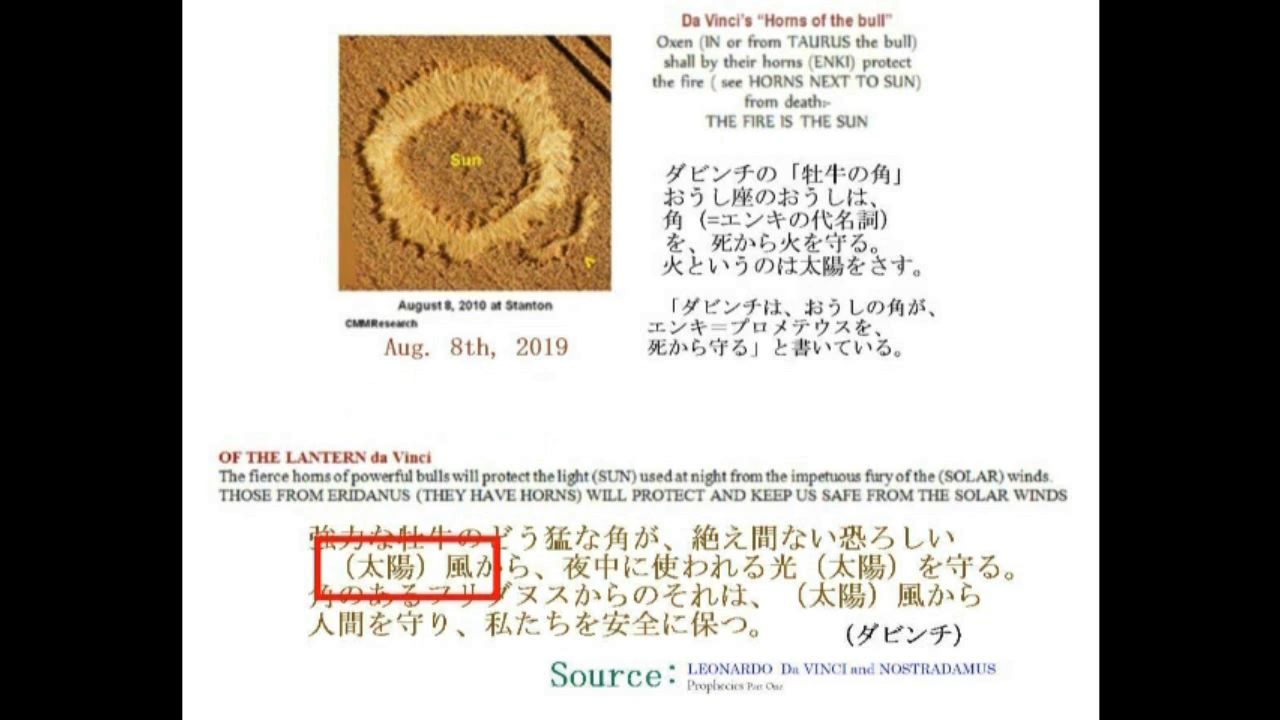 Da Vinci's "Horns of the bull"
Oxen (IN or from TAURUS the bull)
shall by their horns (ENKI) protect
the fire ( see HORNS NEXT TO SUN)
from death:-
THE FIRE IS THE SUN
Sun
August 8, 2010 at Stanton
CMMResearch
Aug. 8th, 2019
ダビンチの「牡牛の角」
おうし座のおうしは、
角（=エンキの代名詞）
を、死から火を守る。
火というのは太陽をさす。
「ダビンチは、おうしの角が、
エンキ＝プロメテウスを、
死から守る」と書いている。
OF THE LANTERN da Vinci
The fierce horns of powerful bulls will protect the light (SUN) used at night from the impetuous fury of the (SOLAR) winds.
THOSE FROM ERIDANUS (THEY HAVE HORNS) WILL PROTECT AND KEEP US SAFE FROM THE SOLAR WINDS
強力な牡牛のどう猛な角が、絶え間ない恐ろしい
（太陽）風から、夜中に使われる光（太陽）を守る。
角のあるフリダヌスからのそれは、（太陽）風から
人間を守り、私たちを安全に保つ。
(ダビンチ)
Source: LEONARDO Da VINCI and NOSTRADAMUS
Prophecies Part One